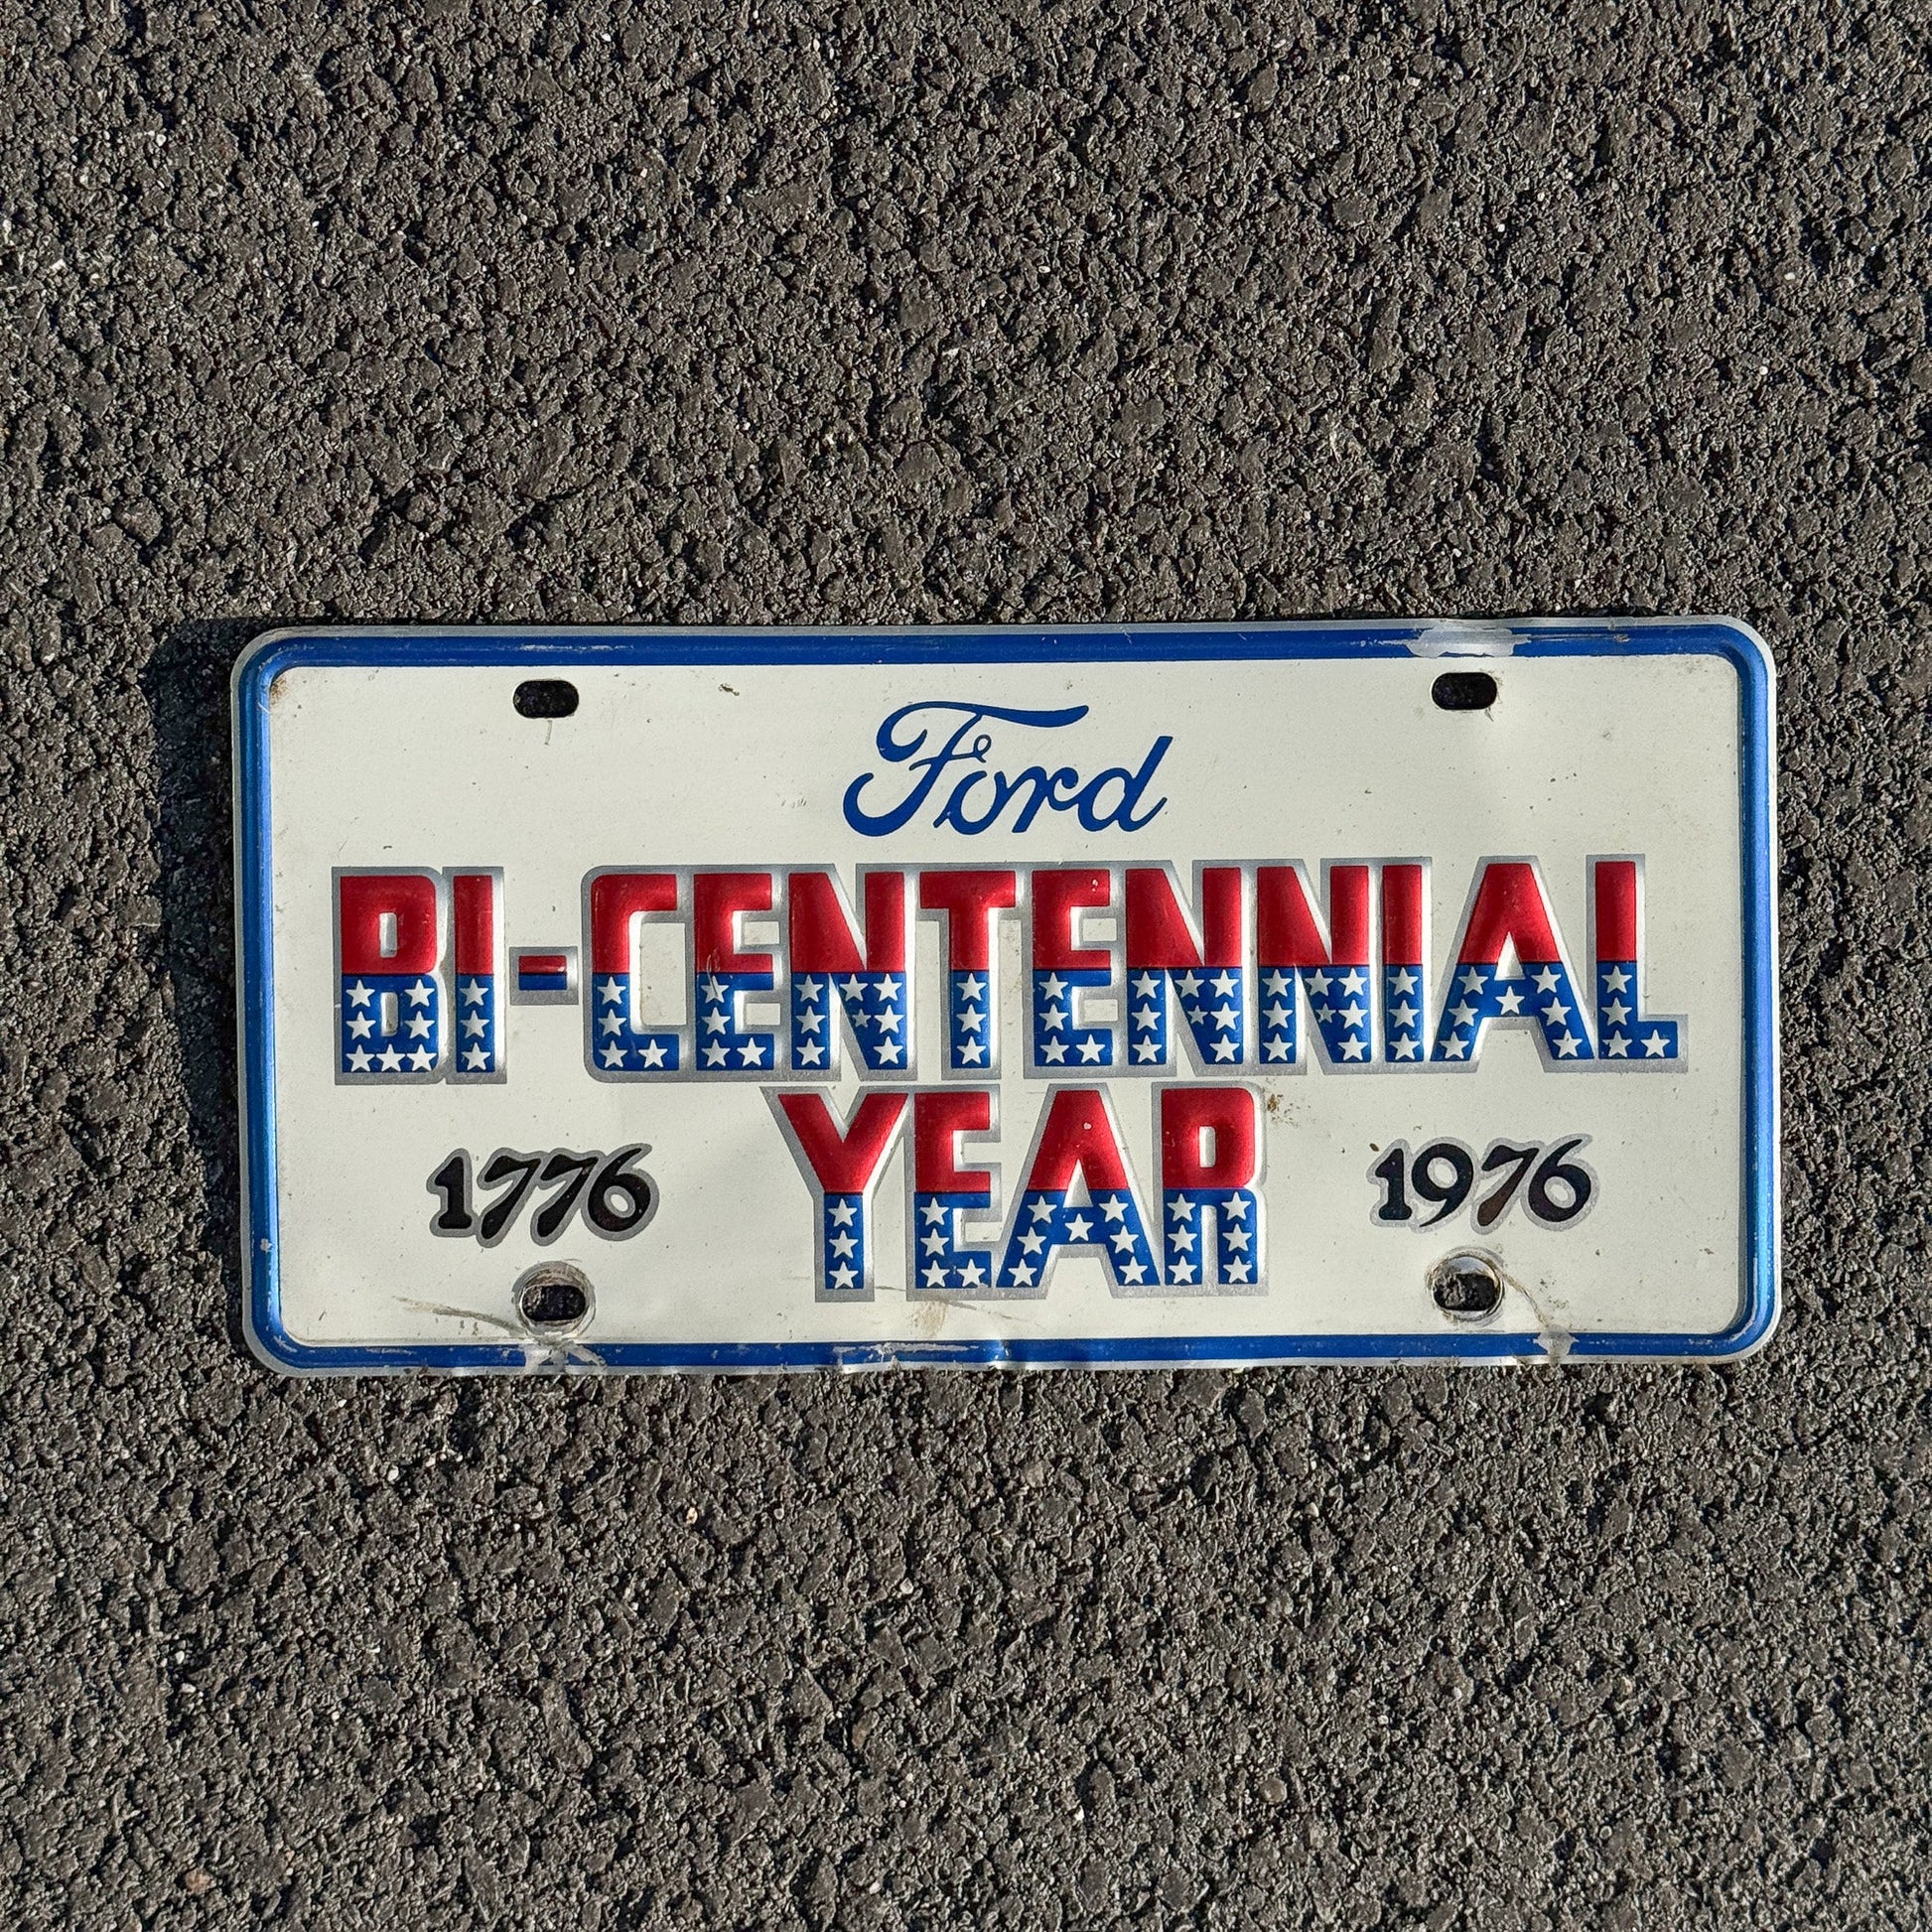 Ford
BI-CENTENNIAL
YEAR
1776 1976